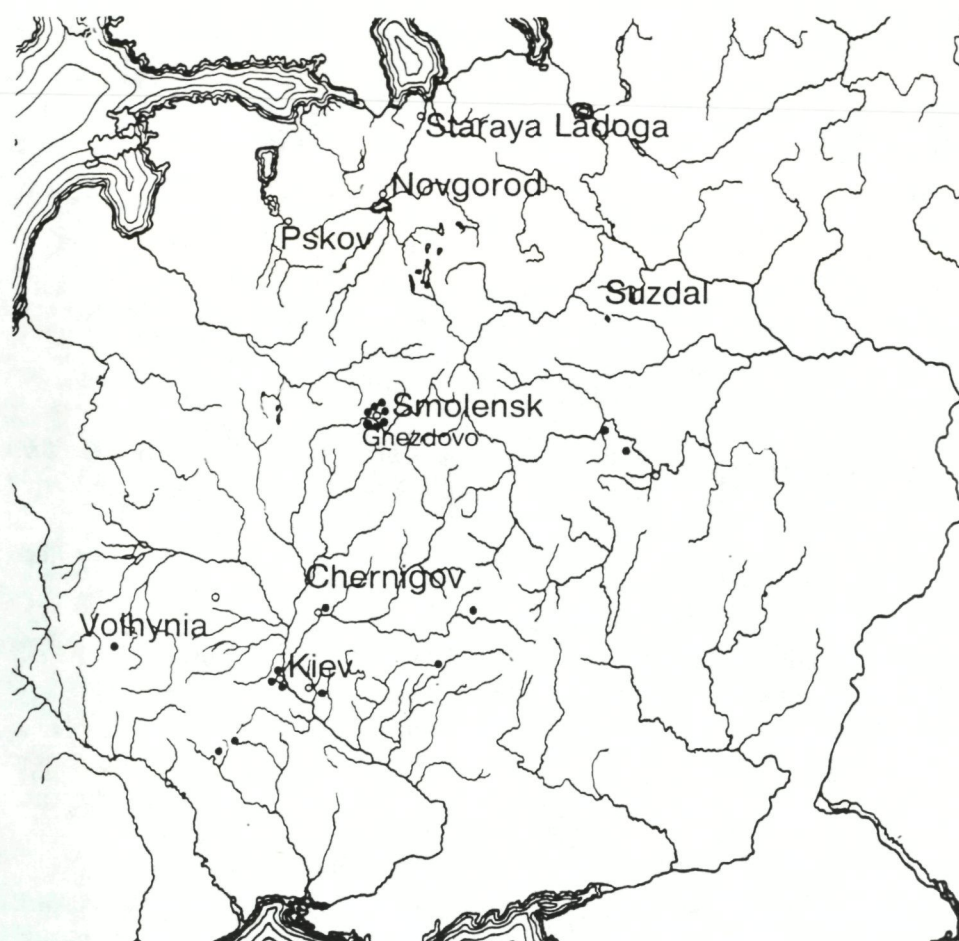 Staraya Ladoga
Novgorod
Pskov
Suzdal
Smolensk
Ghezdovo
Chernigov
Volhynia
Kiev